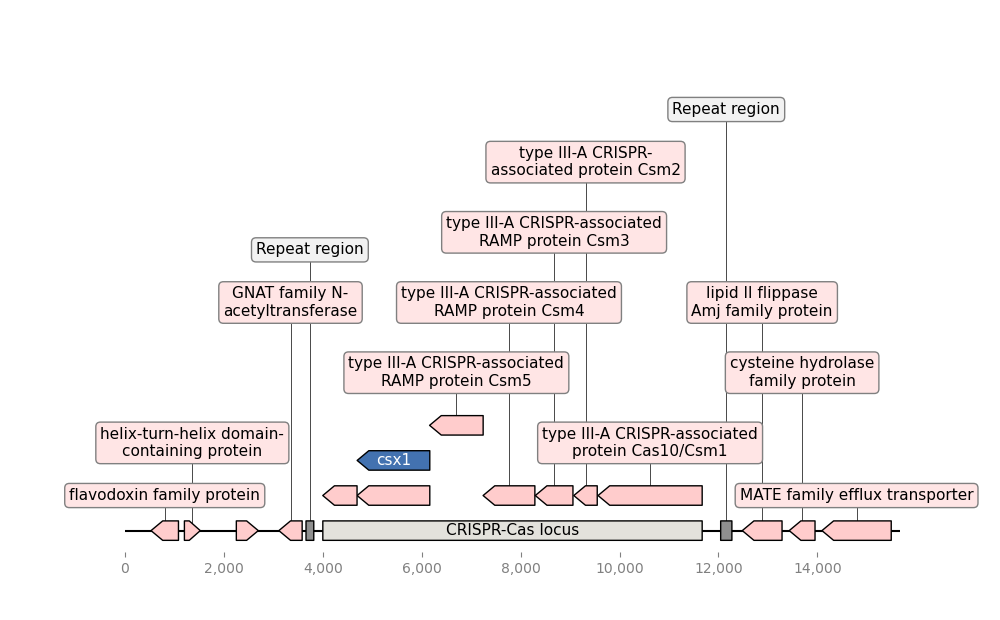 Repeat region
type III-A CRISPR-
associated protein Csm2
type III-A CRISPR-associated
RAMP protein Csm3
Repeat region
GNAT family N-
acetyltransferase
type III-A CRISPR-associated
RAMP protein Csm4
lipid II flippase
Amj family protein
type III-A CRISPR-associated
RAMP protein Csm5
cysteine hydrolase
family protein
helix-turn-helix domain-
containing protein
type III-A CRISPR-associated
protein Cas10/Csm1
csx1
flavodoxin family protein
MATE family efflux transporter
CRISPR-Cas locus
0
2,000
4,000
6,000
8,000
10,000
12,000
14,000